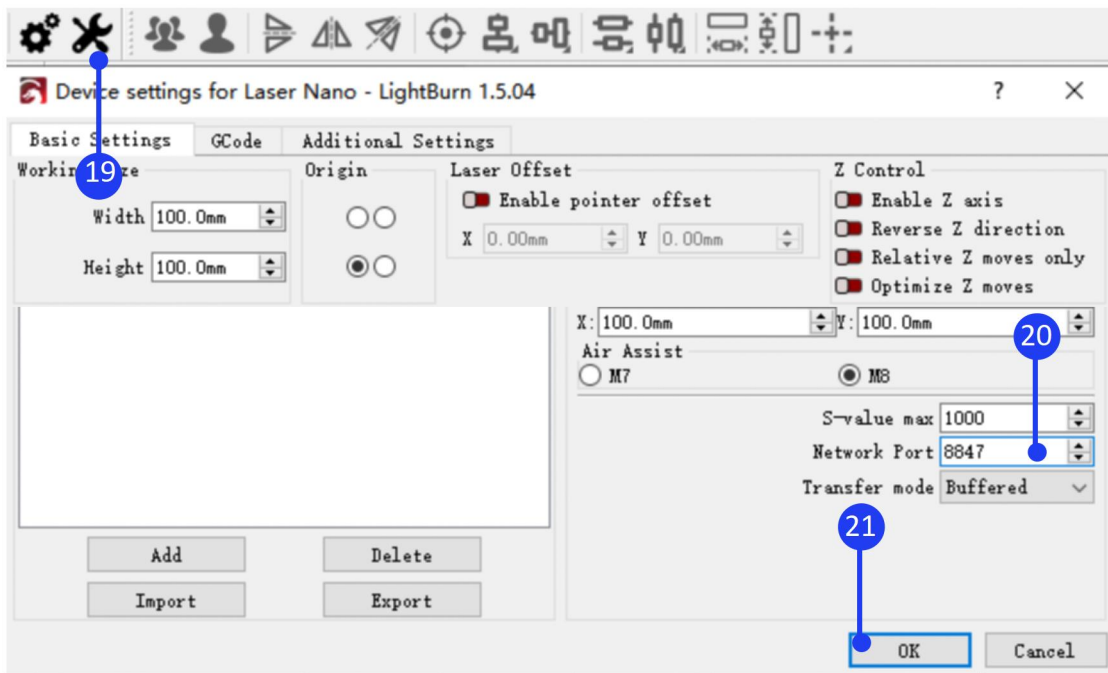 Device settings for Laser Nano - LightBurn 1.5.04
? ×
Basic Settings GCode Additional Settings
19
Origin
Laser Offset
Z Control
Width 100.0mm
Enable pointer offset
Enable Z axis
X 0.00mm Y 0.00mm
Reverse Z direction
Height 100.0mm
Relative Z moves only
Optimize Z moves
X: 100.0mm Y: 100.0mm
20
Air Assist
M7 M8
S-value max 1000
Network Port 8847
Transfer mode Buffered
21
Add Delete
Import Export
OK Cancel